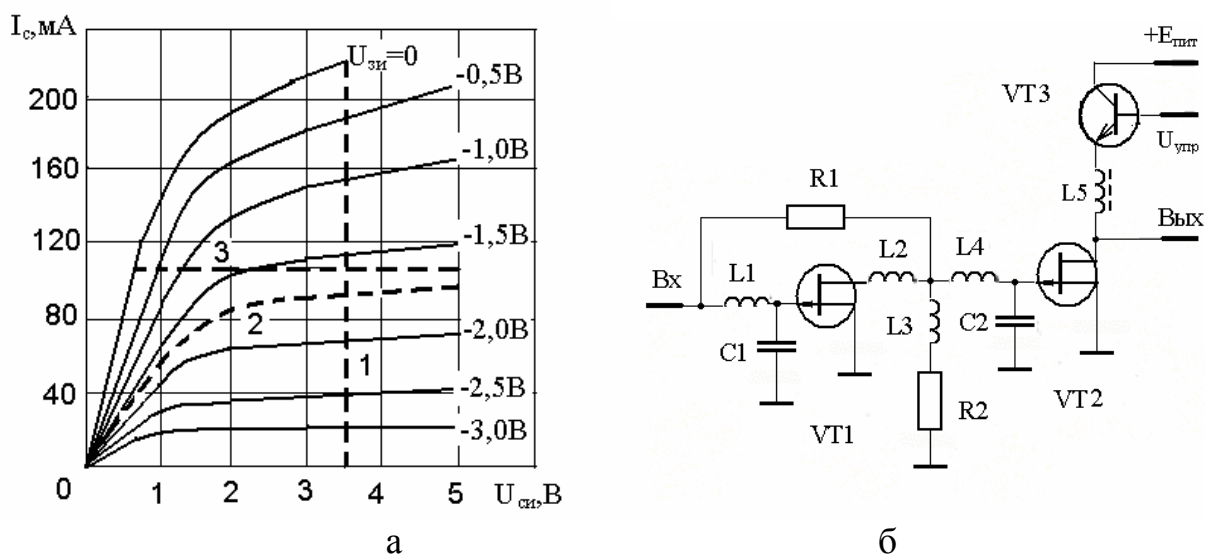 I_с,мА
U_зи=0
-0,5В
200
160
-1,0В
120
3
-1,5В
80
2
-2,0В
40
1
-2,5В
-3,0В
0
1
2
3
4
5
U_си,В
а
+E_пит
VT3
U_упр
R1
L5
Вых
Вх
L1
L2
L4
C1
L3
C2
R2
VT1
VT2
б